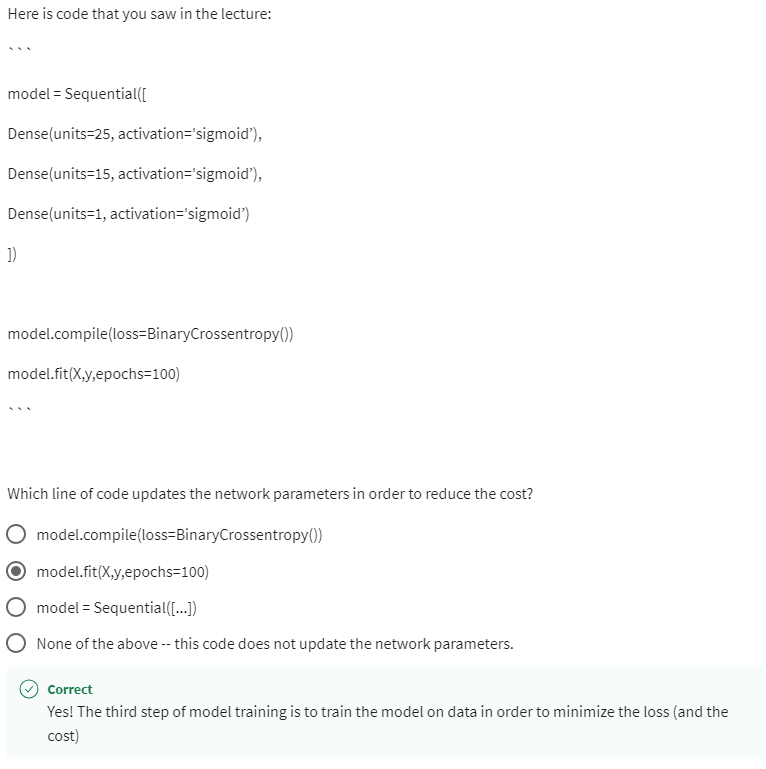 Here is code that you saw in the lecture:
```
model = Sequential([
Dense(units=25, activation='sigmoid’),
Dense(units=15, activation='sigmoid’),
Dense(units=1, activation='sigmoid’)
])
model.compile(loss=BinaryCrossentropy())
model.fit(X,y,epochs=100)
```
Which line of code updates the network parameters in order to reduce the cost?
model.compile(loss=BinaryCrossentropy())
model.fit(X,y,epochs=100)
model = Sequential([...])
None of the above -- this code does not update the network parameters.
Correct
Yes! The third step of model training is to train the model on data in order to minimize the loss (and the
cost)